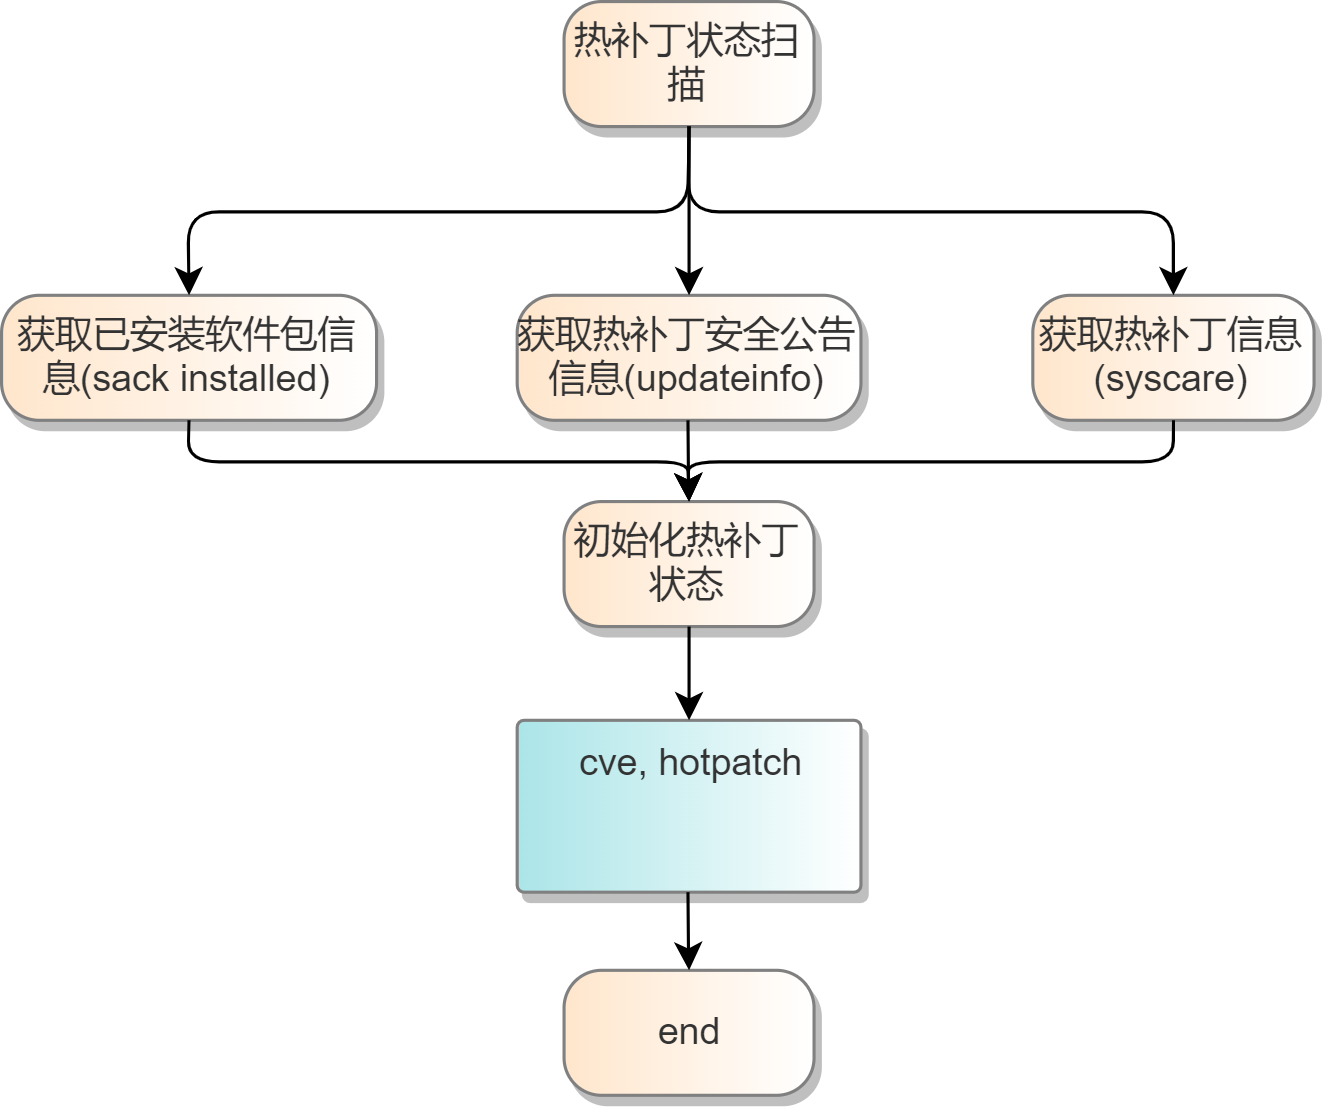 热补丁状态扫
描
获取已安装软件包信
息(sack installed)
获取热补丁安全公告
信息(updateinfo)
获取热补丁信息
(syscare)
初始化热补丁
状态
cve, hotpatch
end